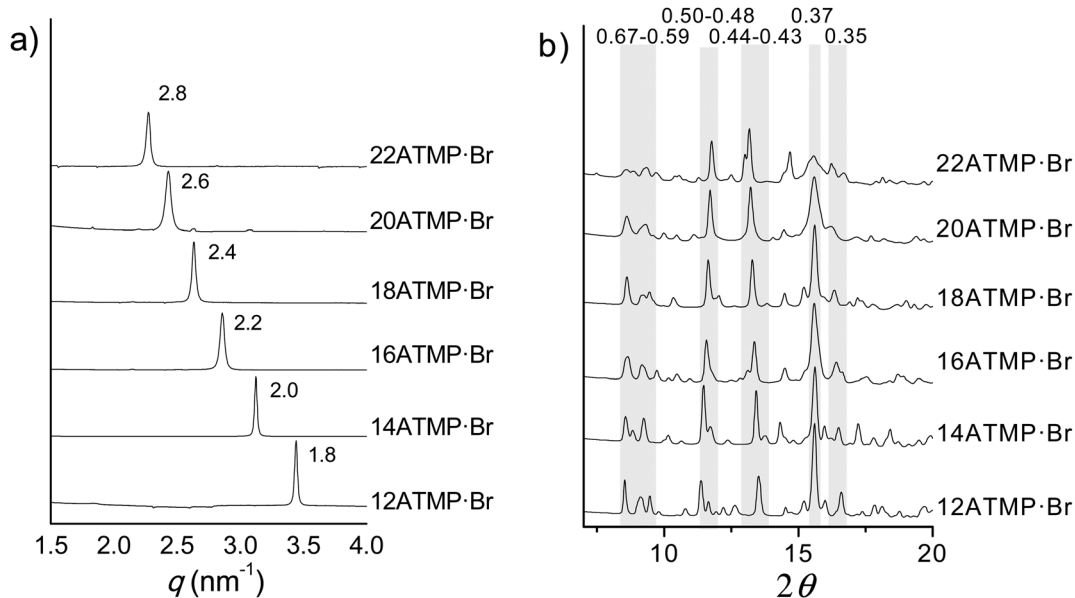 a)
2.8
22ATMP·Br
2.6
20ATMP·Br
2.4
18ATMP·Br
2.2
16ATMP·Br
2.0
14ATMP·Br
1.8
12ATMP·Br
1.5 2.0 2.5 3.0 3.5 4.0
q (nm⁻¹)
b)
0.50-0.48 0.37
0.67-0.59 0.44-0.43 0.35
22ATMP·Br
20ATMP·Br
18ATMP·Br
16ATMP·Br
14ATMP·Br
12ATMP·Br
10 15 20
2θ